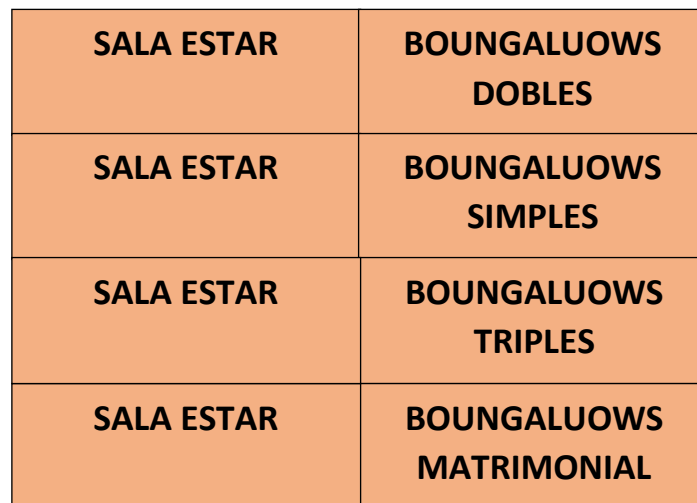 SALA ESTAR
BOUNGALUOWS
DOBLES
SALA ESTAR
BOUNGALUOWS
SIMPLES
SALA ESTAR
BOUNGALUOWS
TRIPLES
SALA ESTAR
BOUNGALUOWS
MATRIMONIAL